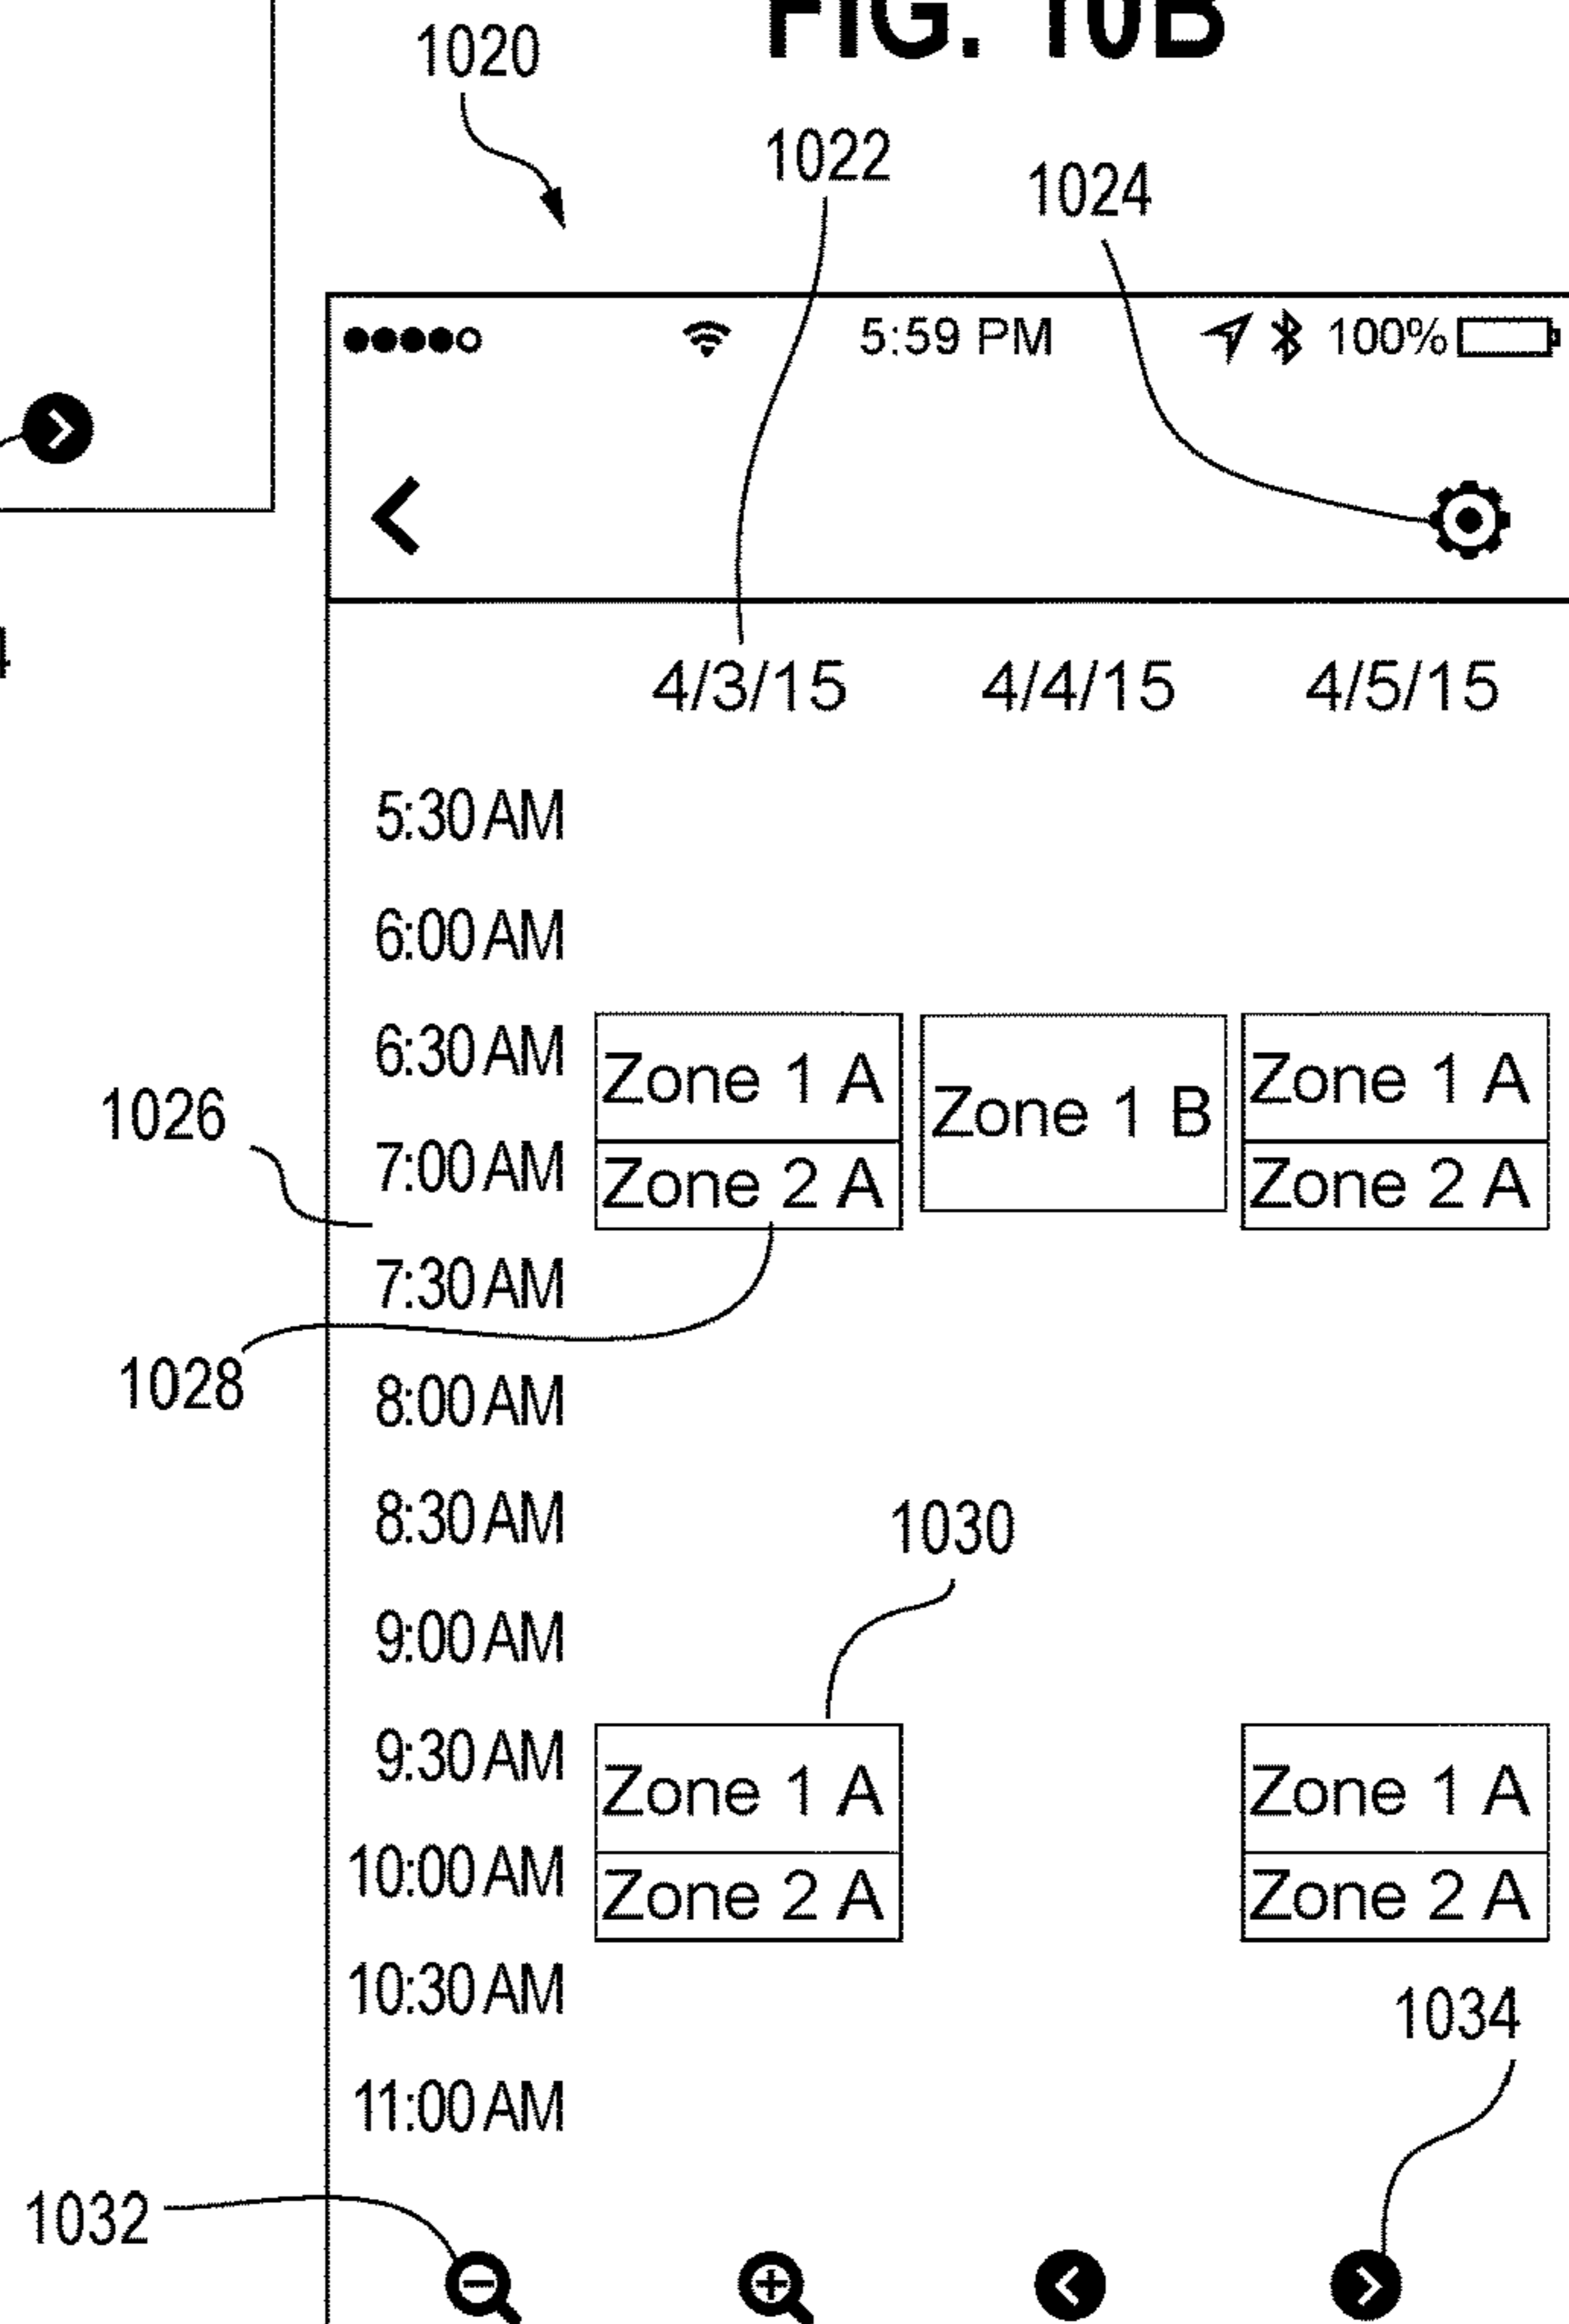 FIG. 10B
1020
1022
1024
5:59 PM
100%
4/3/15 4/4/15 4/5/15
5:30 AM
6:00 AM
6:30 AM
Zone 1 A
Zone 1 B
Zone 1 A
1026
7:00 AM
Zone 2 A
Zone 2 A
7:30 AM
1028
8:00 AM
8:30 AM
1030
9:00 AM
9:30 AM
Zone 1 A
Zone 1 A
10:00 AM
Zone 2 A
Zone 2 A
10:30 AM
1034
11:00 AM
1032